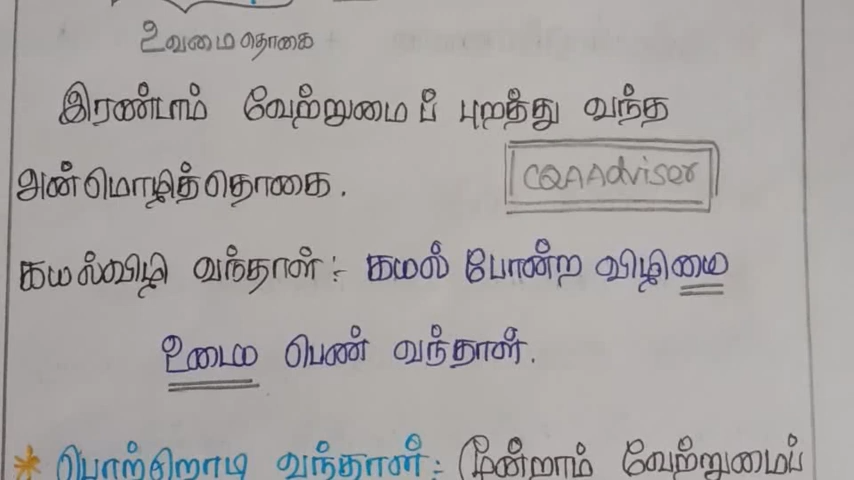 உவமைதொகை
இரண்டாம் வேற்றுமைப் புறத்து வந்த
அன்மொழித்தொகை.
CQAAdviser
கயல்விழி வந்தாள்: கயல் போன்ற விழிமை
உடைய பெண் வந்தாள்.
* பொற்றொடி வந்தாள்: மூன்றாம் வேற்றுமைப்